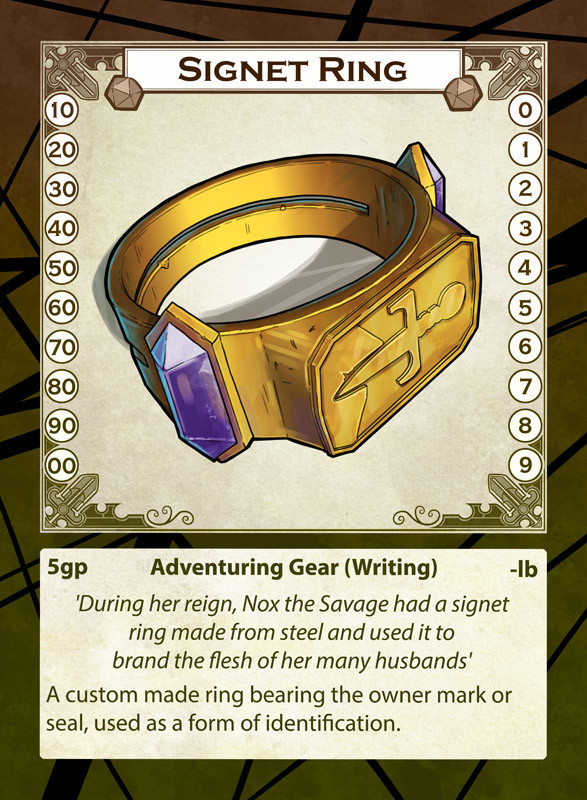 SIGNET RING
10
0
20
1
30
2
40
3
50
4
60
5
70
6
80
7
90
8
00
9
5gp Adventuring Gear (Writing) -lb
'During her reign, Nox the Savage had a signet
ring made from steel and used it to
brand the flesh of her many husbands'
A custom made ring bearing the owner mark or
seal, used as a form of identification.